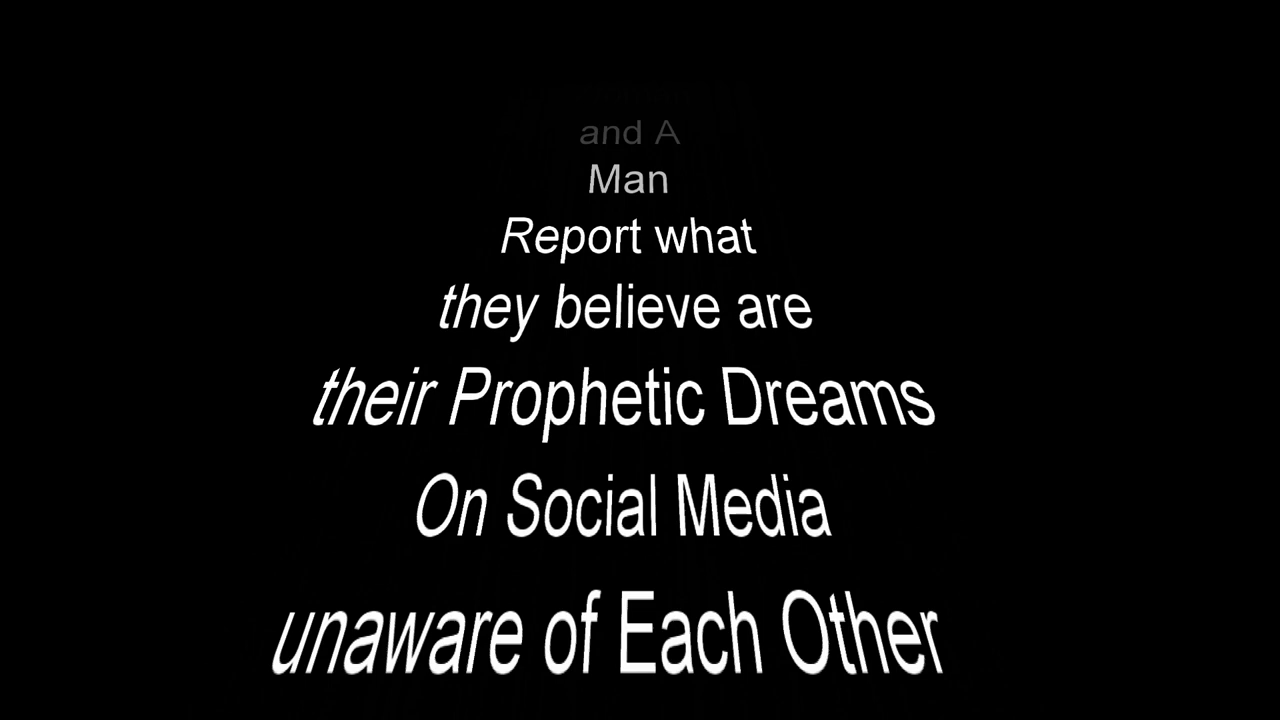 and A
Man
Report what
they believe are
their Prophetic Dreams
On Social Media
unaware of Each Other